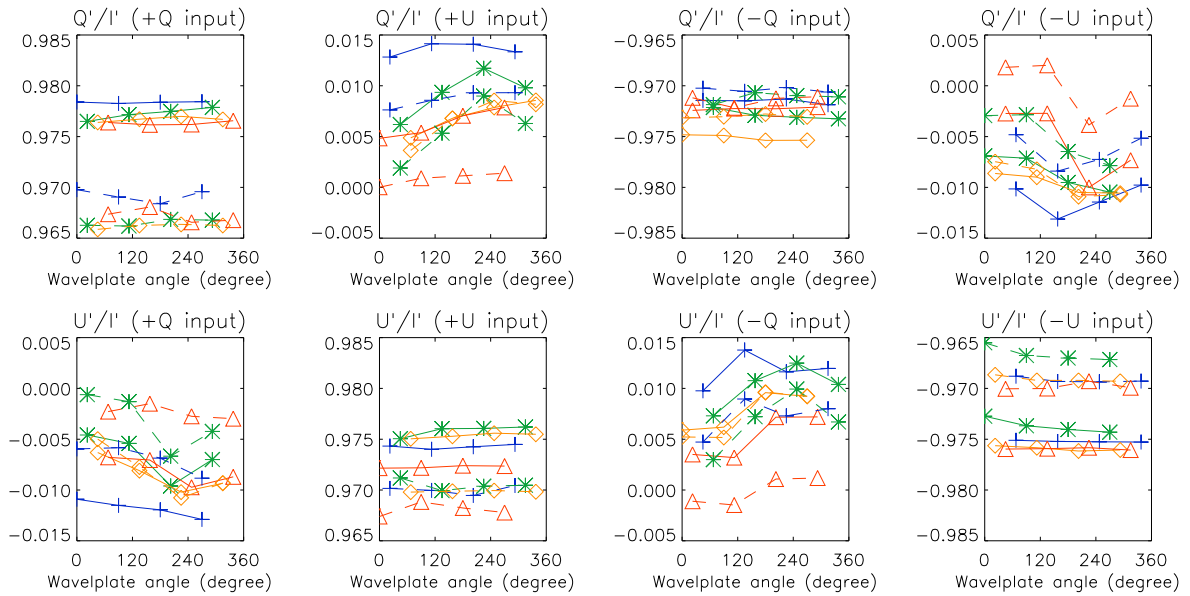 Q'/I' (+Q input)
0.985
0.980
0.975
0.970
0.965
0 120 240 360
Wavelplate angle (degree)
Q'/I' (+U input)
0.015
0.010
0.005
0.000
−0.005
0 120 240 360
Wavelplate angle (degree)
Q'/I' (−Q input)
−0.965
−0.970
−0.975
−0.980
−0.985
0 120 240 360
Wavelplate angle (degree)
Q'/I' (−U input)
0.005
0.000
−0.005
−0.010
−0.015
0 120 240 360
Wavelplate angle (degree)
U'/I' (+Q input)
0.005
0.000
−0.005
−0.010
−0.015
0 120 240 360
Wavelplate angle (degree)
U'/I' (+U input)
0.985
0.980
0.975
0.970
0.965
0 120 240 360
Wavelplate angle (degree)
U'/I' (−Q input)
0.015
0.010
0.005
0.000
−0.005
0 120 240 360
Wavelplate angle (degree)
U'/I' (−U input)
−0.965
−0.970
−0.975
−0.980
−0.985
0 120 240 360
Wavelplate angle (degree)